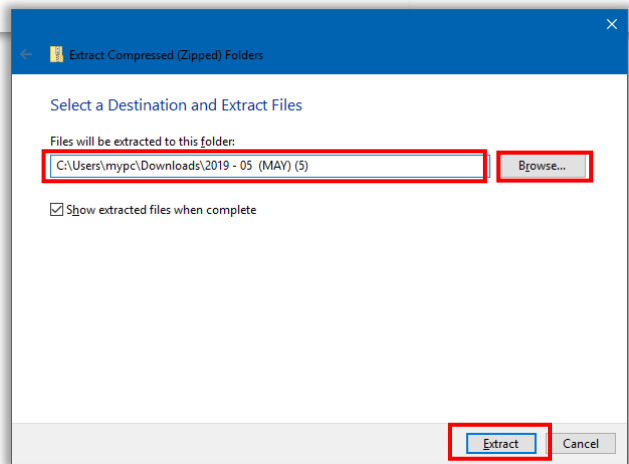 Extract Compressed (Zipped) Folders
Select a Destination and Extract Files
Files will be extracted to this folder:
C:\Users\mypc\Downloads\2019 - 05  (MAY) (5)
Browse...
Show extracted files when complete
Extract
Cancel